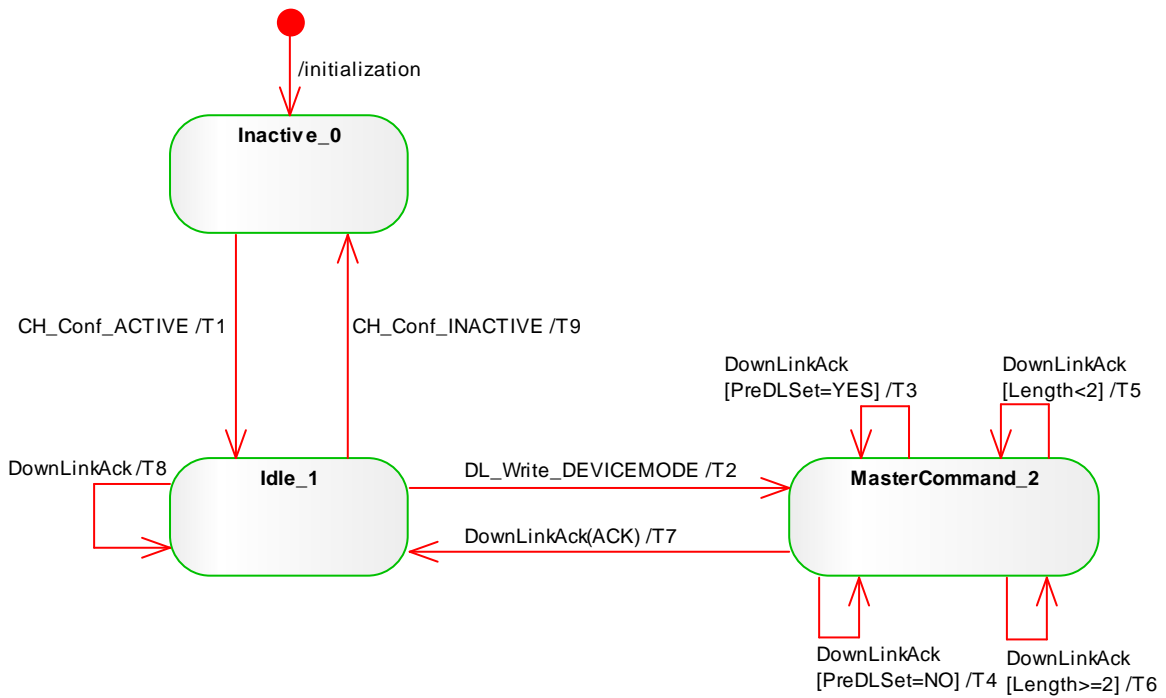 /initialization
Inactive_0
CH_Conf_ACTIVE /T1
CH_Conf_INACTIVE /T9
DownLinkAck
[PreDLSet=YES] /T3
DownLinkAck
[Length<2] /T5
DownLinkAck /T8
Idle_1
DL_Write_DEVICEMODE /T2
MasterCommand_2
DownLinkAck(ACK) /T7
DownLinkAck
[PreDLSet=NO] /T4
DownLinkAck
[Length>=2] /T6